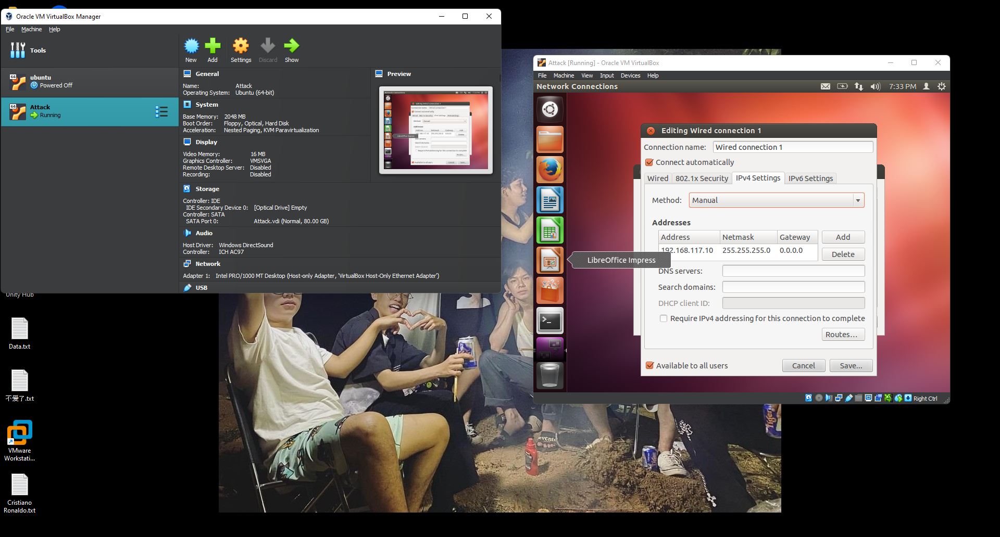 Oracle VM VirtualBox Manager
File Machine Help
Tools
New Add Settings Discard Show
64 ubuntu
Powered Off
64 Attack
Running
General
Name: Attack
Operating System: Ubuntu (64-bit)
System
Base Memory: 2048 MB
Boot Order: Floppy, Optical, Hard Disk
Acceleration: Nested Paging, KVM Paravirtualization
Display
Video Memory: 16 MB
Graphics Controller: VMSVGA
Remote Desktop Server: Disabled
Recording: Disabled
Storage
Controller: IDE
IDE Secondary Device 0: [Optical Drive] Empty
Controller: SATA
SATA Port 0: Attack.vdi (Normal, 80.00 GB)
Audio
Host Driver: Windows DirectSound
Controller: ICH AC97
Network
Adapter 1: Intel PRO/1000 MT Desktop (Host-only Adapter, 'VirtualBox Host-Only Ethernet Adapter')
USB
Preview
Unity Hub
Data.txt
不爱了.txt
VMware
Workstati...
Cristiano
Ronaldo.txt
Attack [Running] - Oracle VM VirtualBox
File Machine View Input Devices Help
Network Connections 7:33 PM
Editing Wired connection 1
Connection name: Wired connection 1
Connect automatically
Wired 802.1x Security IPv4 Settings IPv6 Settings
Method: Manual
Addresses
Address Netmask Gateway Add
192.168.117.10 255.255.255.0 0.0.0.0 Delete
LibreOffice Impress
DNS servers:
Search domains:
DHCP client ID:
Require IPv4 addressing for this connection to complete
Routes…
Available to all users Cancel Save...
Right Ctrl
event
Tiger